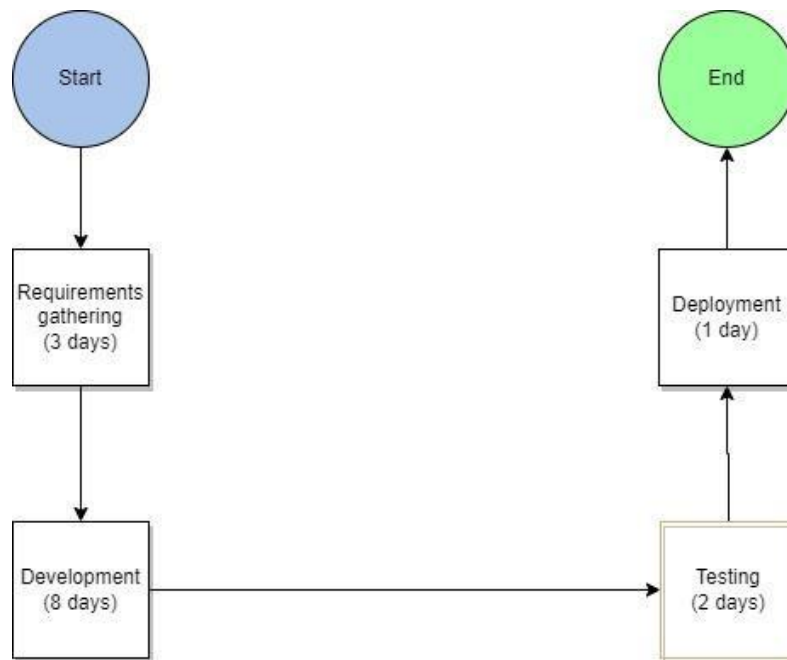 Start
End
Requirements
gathering
(3 days)
Deployment
(1 day)
Development
(8 days)
Testing
(2 days)